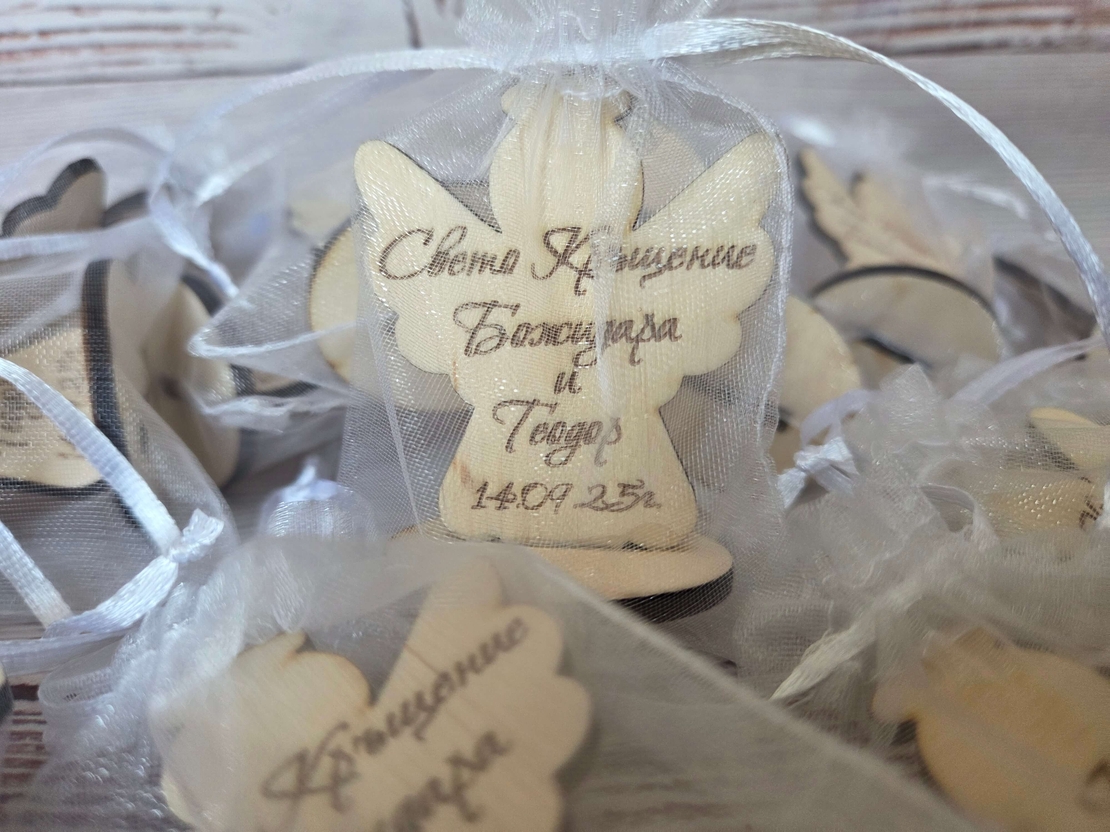 Свето Кръщение
Божидара
и
Теодор
14.09.25г.
Кръщение